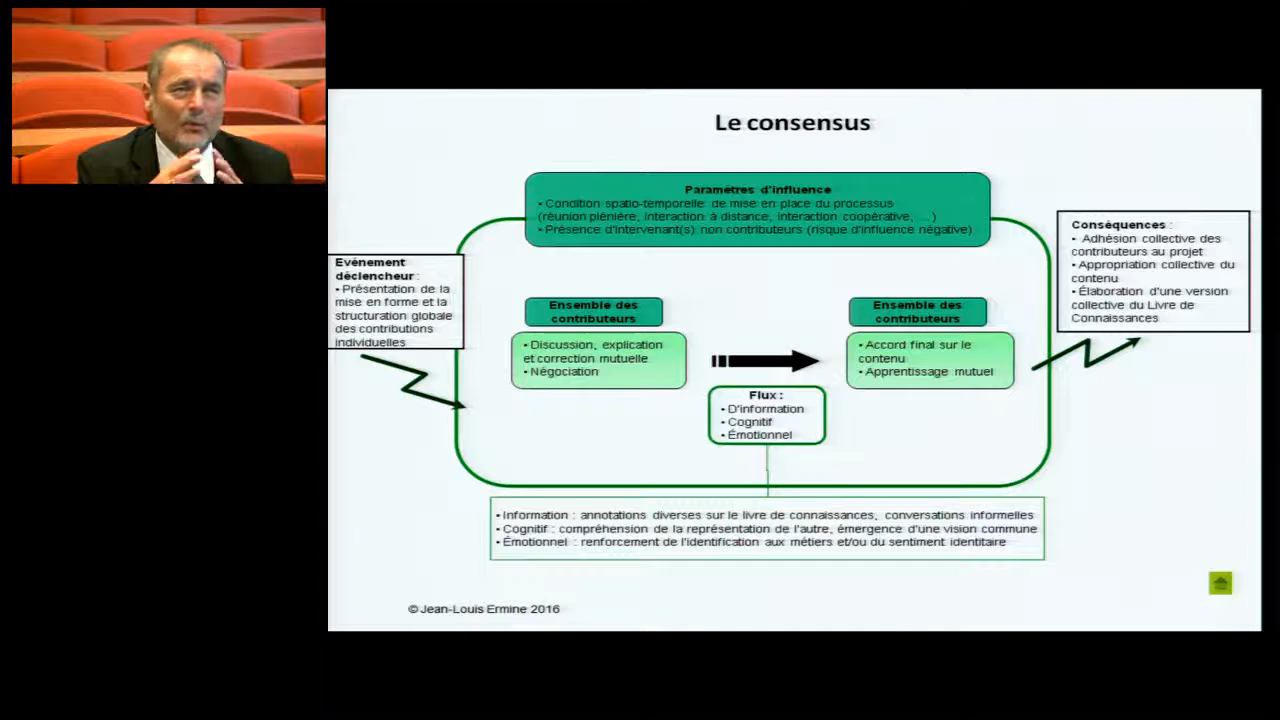 Le consensus
Paramètres d'influence
• Condition spatio-temporelle de mise en place du processus
(réunion plénière, interaction à distance, interaction coopérative, ...)
• Présence d'intervenant(s) non contributeurs (risque d'influence négative)
Evénement
déclencheur :
• Présentation de la
mise en forme et la
structuration globale
des contributions
individuelles
Ensemble des
contributeurs
• Discussion, explication
et correction mutuelle
• Négociation
Flux :
• D'information
• Cognitif
• Émotionnel
Ensemble des
contributeurs
• Accord final sur le
contenu
• Apprentissage mutuel
Conséquences :
• Adhésion collective des
contributeurs au projet
• Appropriation collective du
contenu
• Élaboration d'une version
collective du Livre de
Connaissances
• Information : annotations diverses sur le livre de connaissances, conversations informelles
• Cognitif : compréhension de la représentation de l'autre, émergence d'une vision commune
• Émotionnel : renforcement de l'identification aux métiers et/ou du sentiment identitaire
© Jean-Louis Ermine 2016